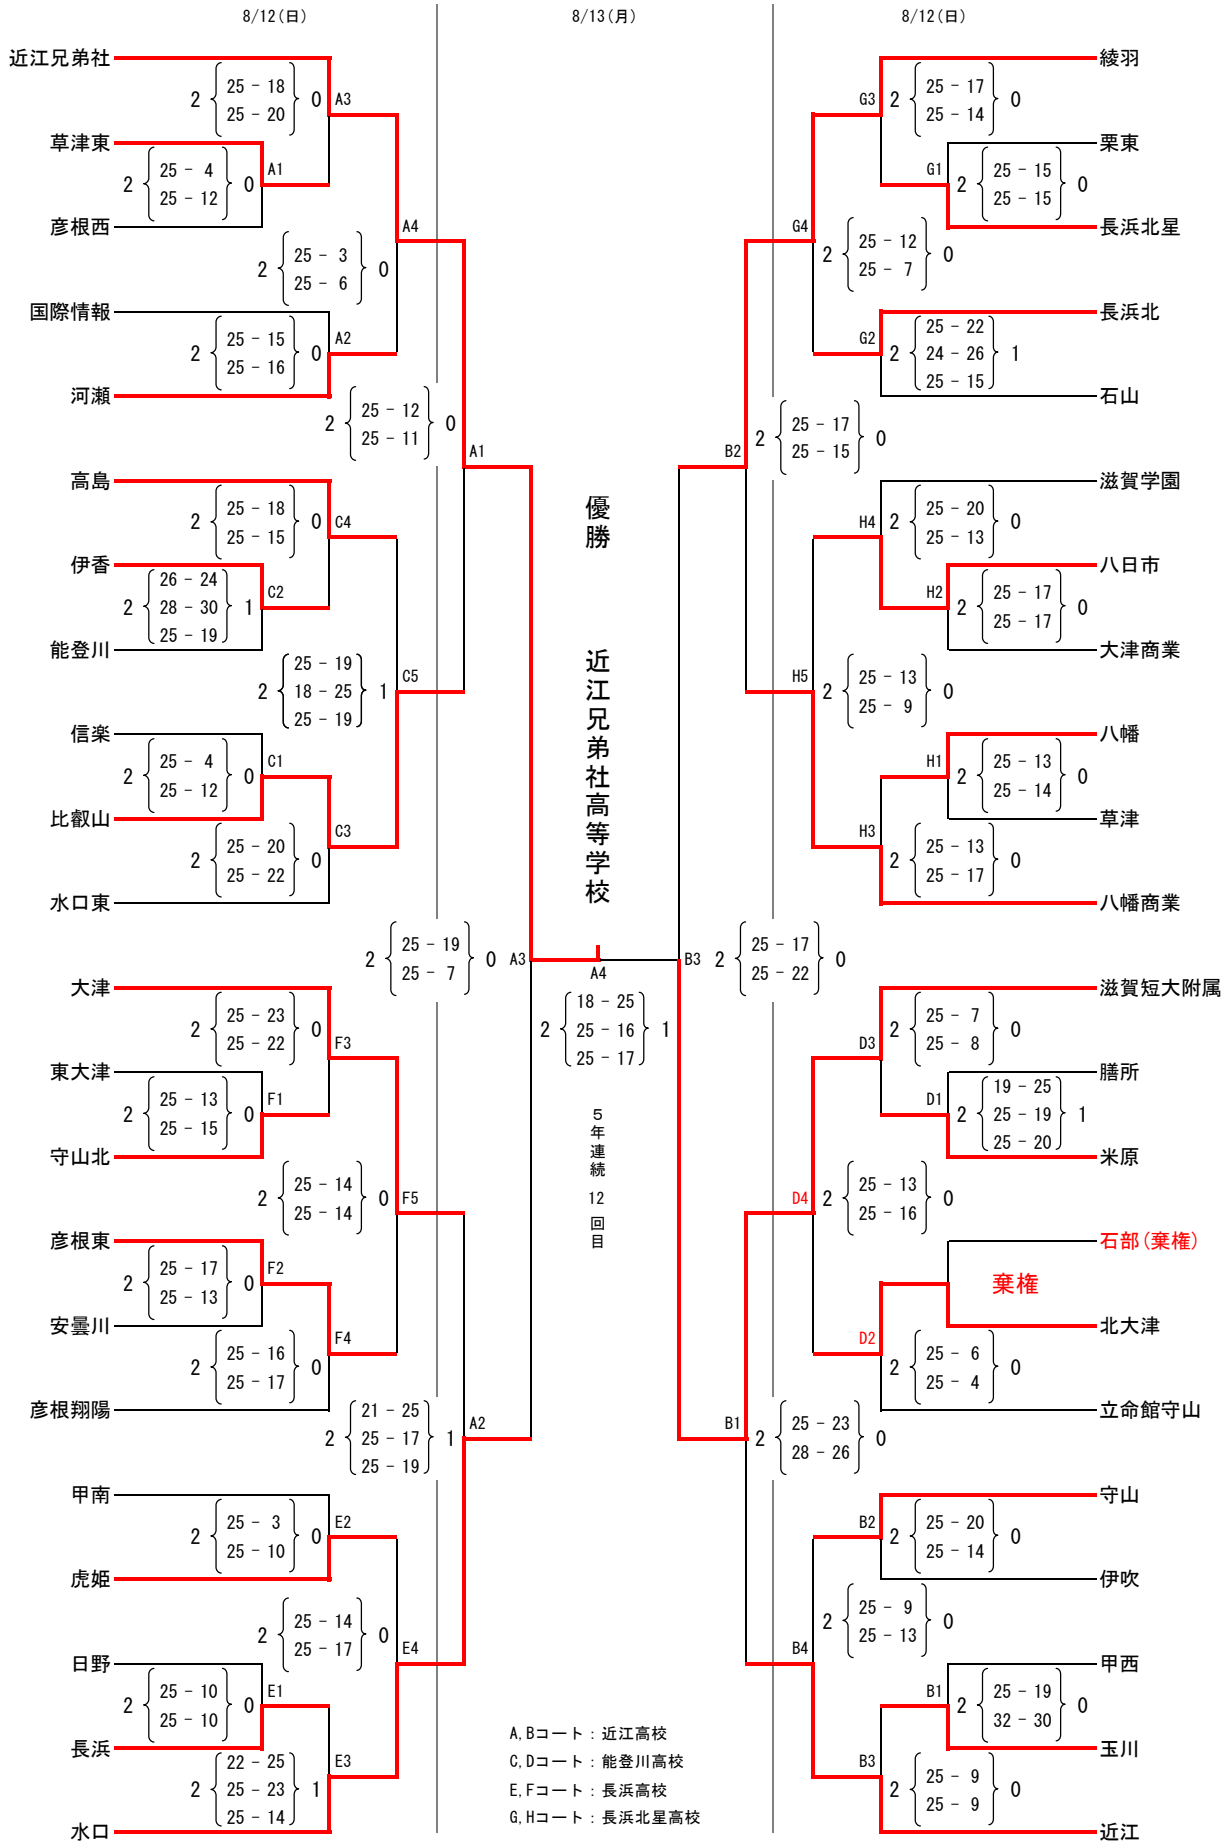 8/12(日)
8/13(月)
8/12(日)
近江兄弟社
2 25 - 18 0 A3
25 - 20
草津東
2 25 - 4 0 A1
25 - 12
彦根西
A4
2 25 - 3 0
25 - 6
国際情報
2 25 - 15 0 A2
25 - 16
河瀬
2 25 - 12 0
25 - 11
A1
高島
2 25 - 18 0 C4
25 - 15
伊香
2 26 - 24 1 C2
28 - 30
25 - 19
能登川
2 25 - 19 1 C5
18 - 25
25 - 19
信楽
2 25 - 4 0 C1
25 - 12
比叡山
2 25 - 20 0 C3
25 - 22
水口東
2 25 - 19 0 A3
25 - 7
大津
2 25 - 23 0 F3
25 - 22
東大津
2 25 - 13 0 F1
25 - 15
守山北
2 25 - 14 0 F5
25 - 14
彦根東
2 25 - 17 0 F2
25 - 13
安曇川
2 25 - 16 0 F4
25 - 17
彦根翔陽
2 21 - 25 1 A2
25 - 17
25 - 19
甲南
2 25 - 3 0 E2
25 - 10
虎姫
2 25 - 14 0 E4
25 - 17
日野
2 25 - 10 0 E1
25 - 10
長浜
2 22 - 25 1 E3
25 - 23
25 - 14
水口
優勝
近江兄弟社高等学校
A4
2 18 - 25 1
25 - 16
25 - 17
5年連続 12 回目
A,Bコート：近江高校
C,Dコート：能登川高校
E,Fコート：長浜高校
G,Hコート：長浜北星高校
綾羽
G3 2 25 - 17 0
25 - 14
栗東
G1 2 25 - 15 0
25 - 15
長浜北星
G4 2 25 - 12 0
25 - 7
長浜北
G2 2 25 - 22 1
24 - 26
25 - 15
石山
B2 2 25 - 17 0
25 - 15
滋賀学園
H4 2 25 - 20 0
25 - 13
八日市
H2 2 25 - 17 0
25 - 17
大津商業
H5 2 25 - 13 0
25 - 9
八幡
H1 2 25 - 13 0
25 - 14
草津
H3 2 25 - 13 0
25 - 17
八幡商業
B3 2 25 - 17 0
25 - 22
滋賀短大附属
D3 2 25 - 7 0
25 - 8
膳所
D1 2 19 - 25 1
25 - 19
25 - 20
米原
D4 2 25 - 13 0
25 - 16
石部(棄権)
棄権
北大津
D2 2 25 - 6 0
25 - 4
立命館守山
B1 2 25 - 23 0
28 - 26
守山
B2 2 25 - 20 0
25 - 14
伊吹
B4 2 25 - 9 0
25 - 13
甲西
B1 2 25 - 19 0
32 - 30
玉川
B3 2 25 - 9 0
25 - 9
近江